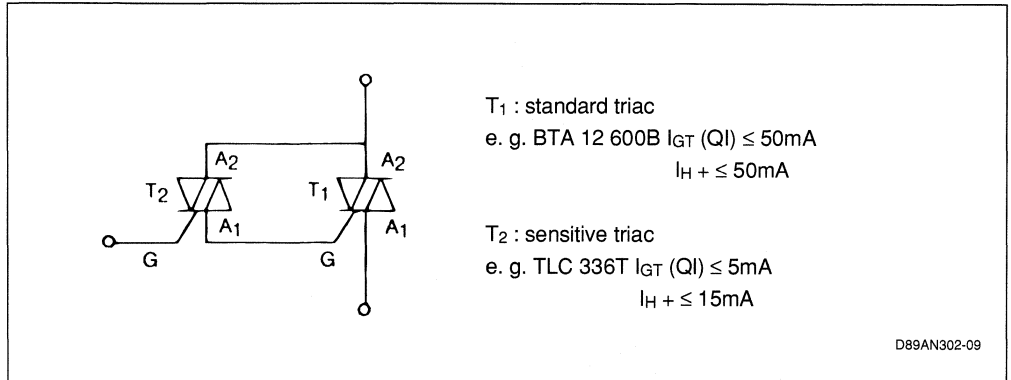 A2
A2
T2
T1
A1
A1
G
G
T1 : standard triac
e. g. BTA 12 600B IGT (QI) ≤ 50mA
IH + ≤ 50mA
T2 : sensitive triac
e. g. TLC 336T IGT (QI) ≤ 5mA
IH + ≤ 15mA
D89AN302-09